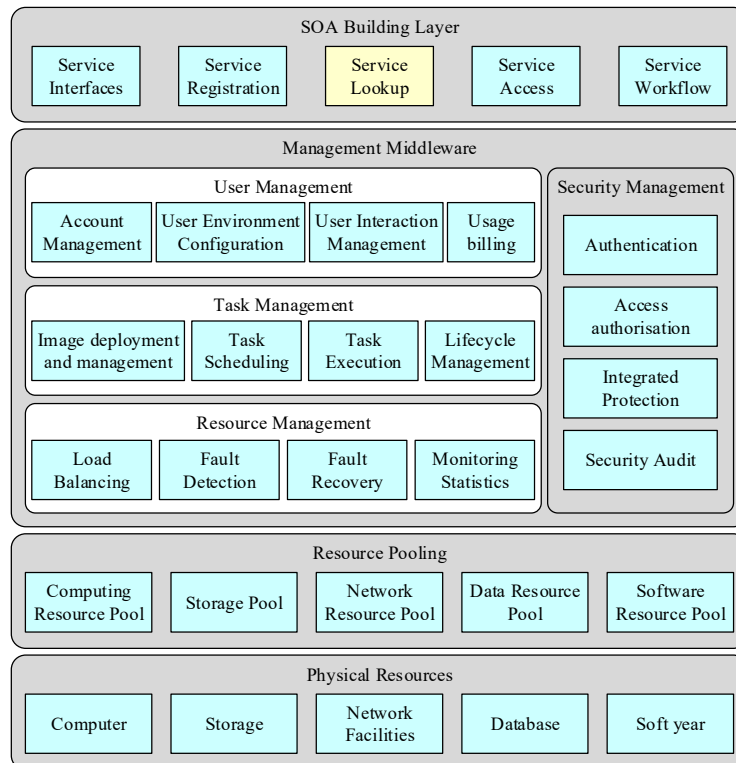 SOA Building Layer
Service
Interfaces
Service
Registration
Service
Lookup
Service
Access
Service
Workflow
Management Middleware
User Management
Account
Management
User Environment
Configuration
User Interaction
Management
Usage
billing
Task Management
Image deployment
and management
Task
Scheduling
Task
Execution
Lifecycle
Management
Resource Management
Load
Balancing
Fault
Detection
Fault
Recovery
Monitoring
Statistics
Security Management
Authentication
Access
authorisation
Integrated
Protection
Security Audit
Resource Pooling
Computing
Resource Pool
Storage Pool
Network
Resource Pool
Data Resource
Pool
Software
Resource Pool
Physical Resources
Computer
Storage
Network
Facilities
Database
Soft year